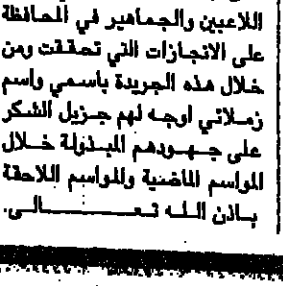 اللاعبين والجماهير في المحافظة
على الانجازات التي تحققت ومن
خلال هذه الجريدة باسمي واسم
زملائي اوجه لهم جزيل الشكر
على جهودهم المبذولة خلال
المواسم الماضية والمواسم اللاحقة
باذن الله تعالى.